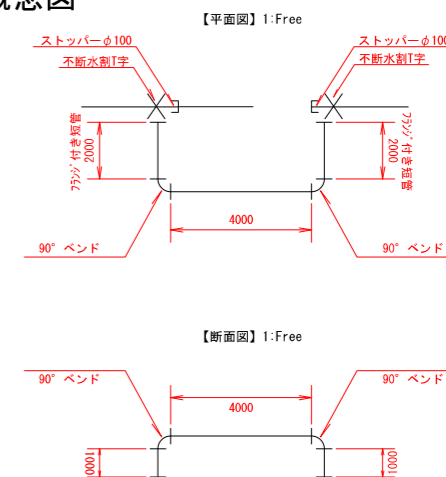 概念図
【平面図】1:Free
ストッパーφ100
ストッパーφ100
不断水割T字
不断水割T字
フランジ付き短管
2000
2000
フランジ付き短管
4000
90°ベンド
90°ベンド
【断面図】1:Free
90°ベンド
90°ベンド
4000
1000
1000